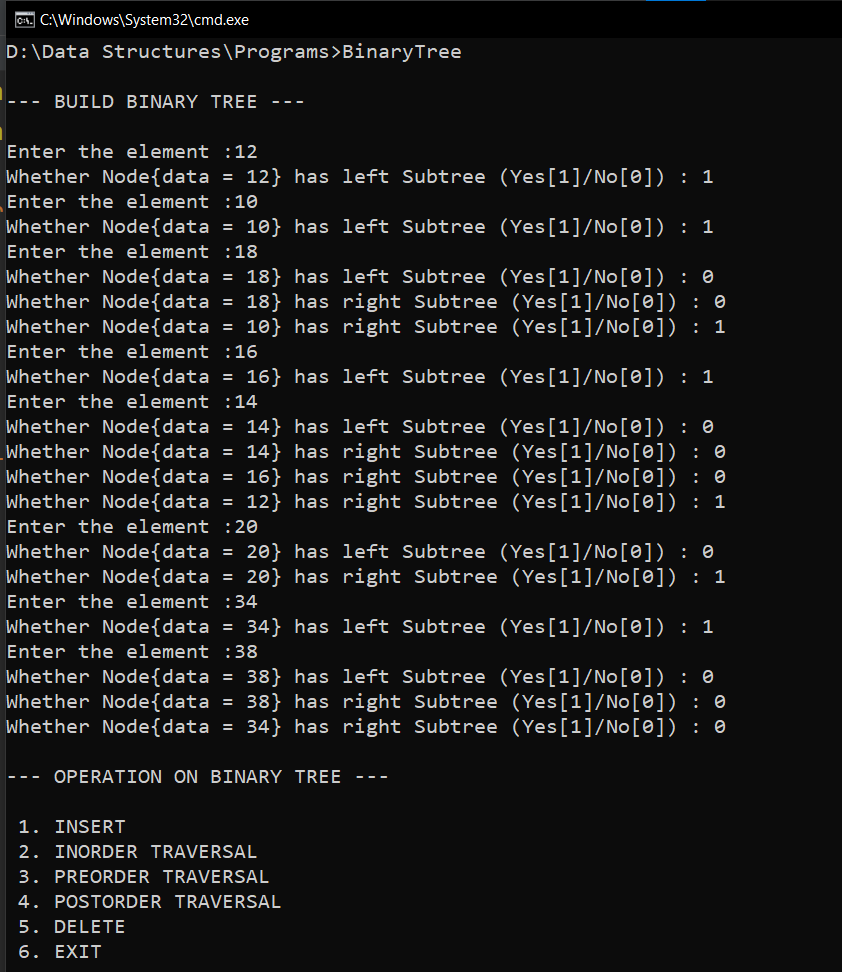 C:\Windows\System32\cmd.exe
D:\Data Structures\Programs>BinaryTree
--- BUILD BINARY TREE ---
Enter the element :12
Whether Node{data = 12} has left Subtree (Yes[1]/No[0]) : 1
Enter the element :10
Whether Node{data = 10} has left Subtree (Yes[1]/No[0]) : 1
Enter the element :18
Whether Node{data = 18} has left Subtree (Yes[1]/No[0]) : 0
Whether Node{data = 18} has right Subtree (Yes[1]/No[0]) : 0
Whether Node{data = 10} has right Subtree (Yes[1]/No[0]) : 1
Enter the element :16
Whether Node{data = 16} has left Subtree (Yes[1]/No[0]) : 1
Enter the element :14
Whether Node{data = 14} has left Subtree (Yes[1]/No[0]) : 0
Whether Node{data = 14} has right Subtree (Yes[1]/No[0]) : 0
Whether Node{data = 16} has right Subtree (Yes[1]/No[0]) : 0
Whether Node{data = 12} has right Subtree (Yes[1]/No[0]) : 1
Enter the element :20
Whether Node{data = 20} has left Subtree (Yes[1]/No[0]) : 0
Whether Node{data = 20} has right Subtree (Yes[1]/No[0]) : 1
Enter the element :34
Whether Node{data = 34} has left Subtree (Yes[1]/No[0]) : 1
Enter the element :38
Whether Node{data = 38} has left Subtree (Yes[1]/No[0]) : 0
Whether Node{data = 38} has right Subtree (Yes[1]/No[0]) : 0
Whether Node{data = 34} has right Subtree (Yes[1]/No[0]) : 0
--- OPERATION ON BINARY TREE ---
1. INSERT
2. INORDER TRAVERSAL
3. PREORDER TRAVERSAL
4. POSTORDER TRAVERSAL
5. DELETE
6. EXIT